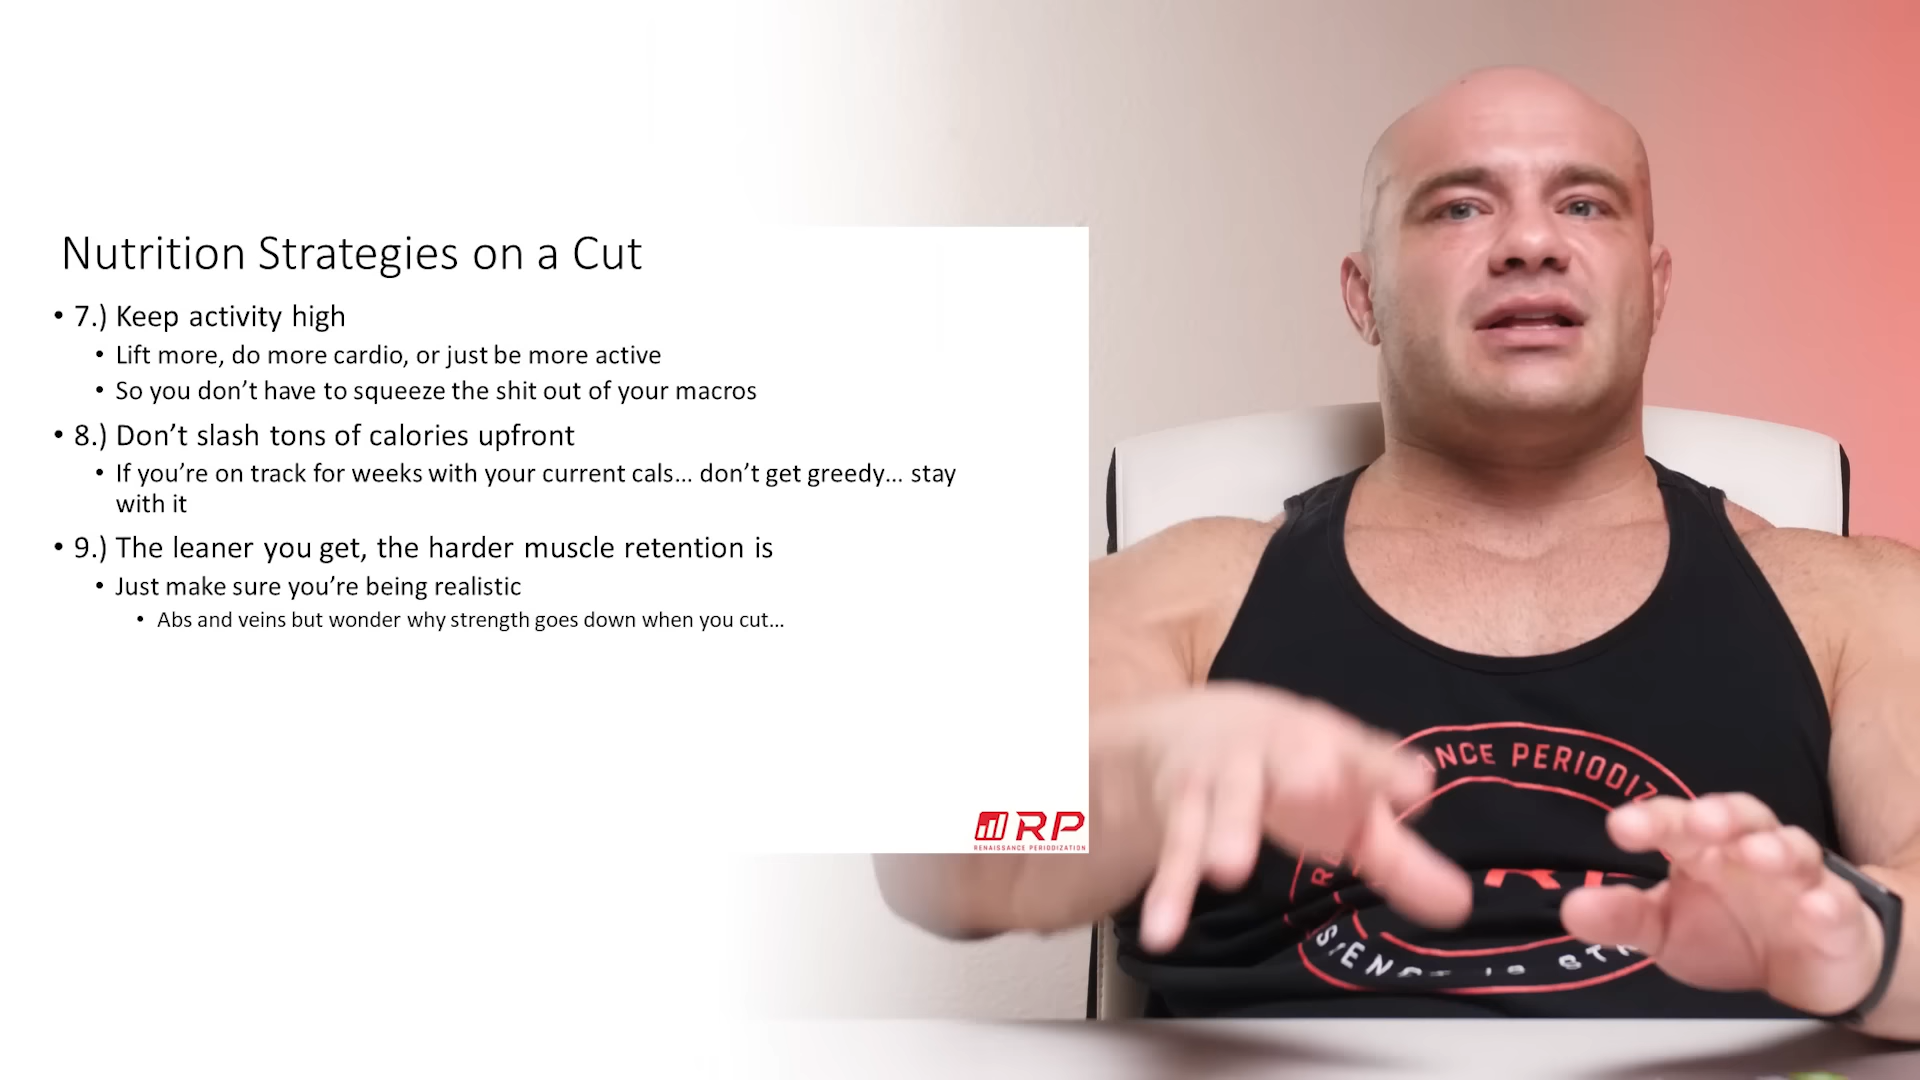 Nutrition Strategies on a Cut
• 7.) Keep activity high
• Lift more, do more cardio, or just be more active
• So you don’t have to squeeze the shit out of your macros
• 8.) Don’t slash tons of calories upfront
• If you’re on track for weeks with your current cals... don’t get greedy... stay
with it
• 9.) The leaner you get, the harder muscle retention is
• Just make sure you’re being realistic
• Abs and veins but wonder why strength goes down when you cut...
RP
RENAISSANCE PERIODIZATION